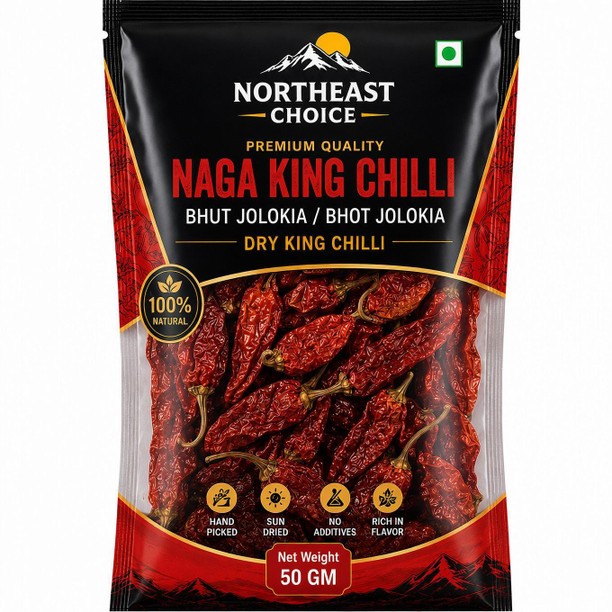 NORTHEAST
CHOICE
PREMIUM QUALITY
NAGA KING CHILLI
BHUT JOLOKIA / BHOT JOLOKIA
DRY KING CHILLI
100%
NATURAL
HAND
PICKED
SUN
DRIED
NO
ADDITIVES
RICH IN
FLAVOR
Net Weight
50 GM